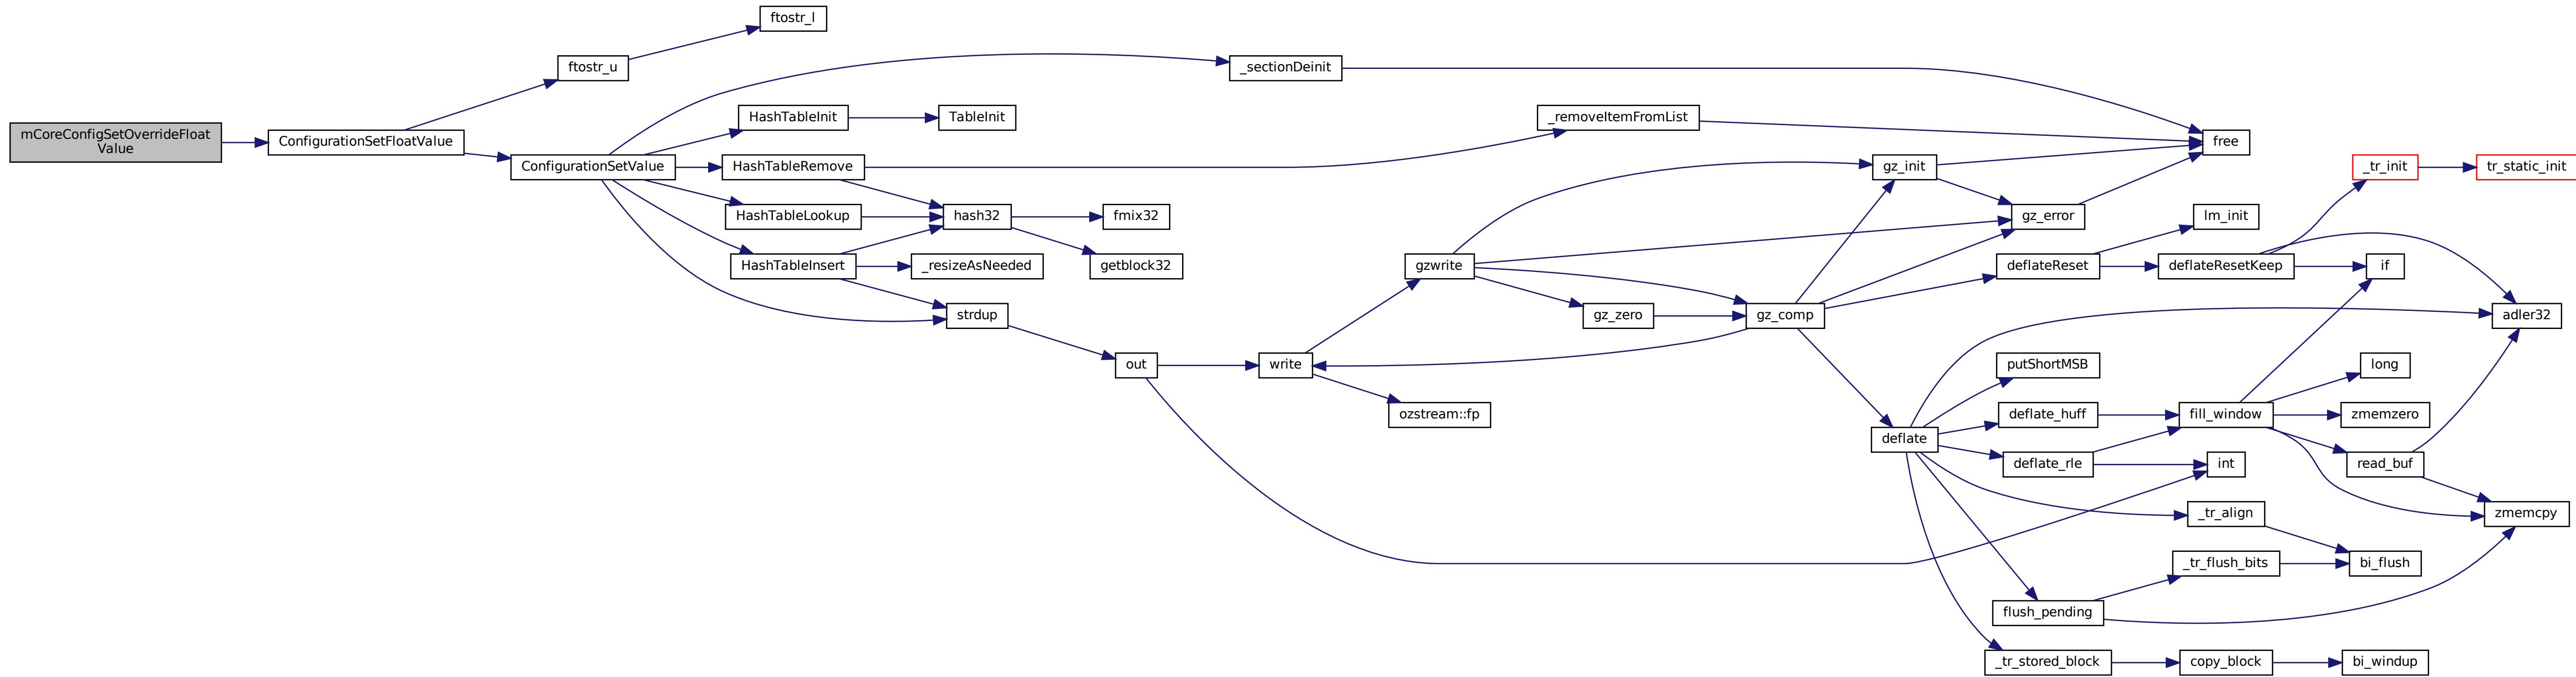 mCoreConfigSetOverrideFloat
Value
ConfigurationSetFloatValue
ftostr_u
ftostr_l
ConfigurationSetValue
_sectionDeinit
HashTableInit
TableInit
HashTableRemove
_removeItemFromList
HashTableLookup
hash32
fmix32
getblock32
HashTableInsert
_resizeAsNeeded
strdup
out
write
gzwrite
ozstream::fp
gz_zero
gz_comp
gz_init
gz_error
free
deflateReset
lm_init
deflateResetKeep
_tr_init
tr_static_init
if
adler32
deflate
putShortMSB
deflate_huff
deflate_rle
fill_window
long
zmemzero
read_buf
int
zmemcpy
_tr_align
_tr_flush_bits
bi_flush
flush_pending
_tr_stored_block
copy_block
bi_windup